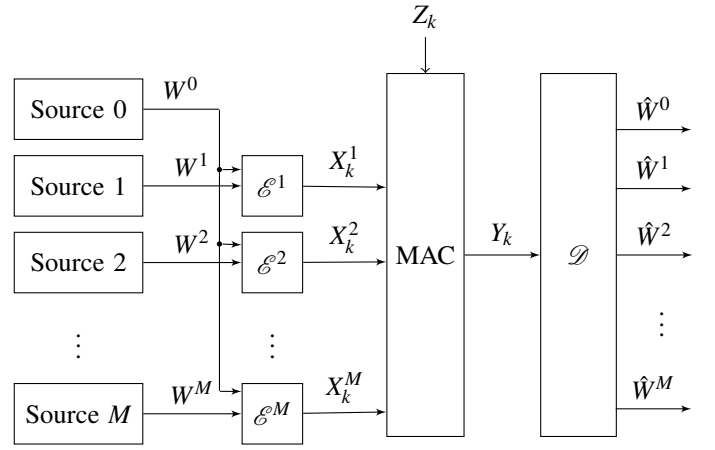 Z_k
Source 0 W^0 Ŵ^0
Source 1 W^1 ℰ^1 X_k^1 Ŵ^1
Source 2 W^2 ℰ^2 X_k^2 MAC Y_k 𝒟 Ŵ^2
⋮ ⋮ ⋮
Source M W^M ℰ^M X_k^M Ŵ^M